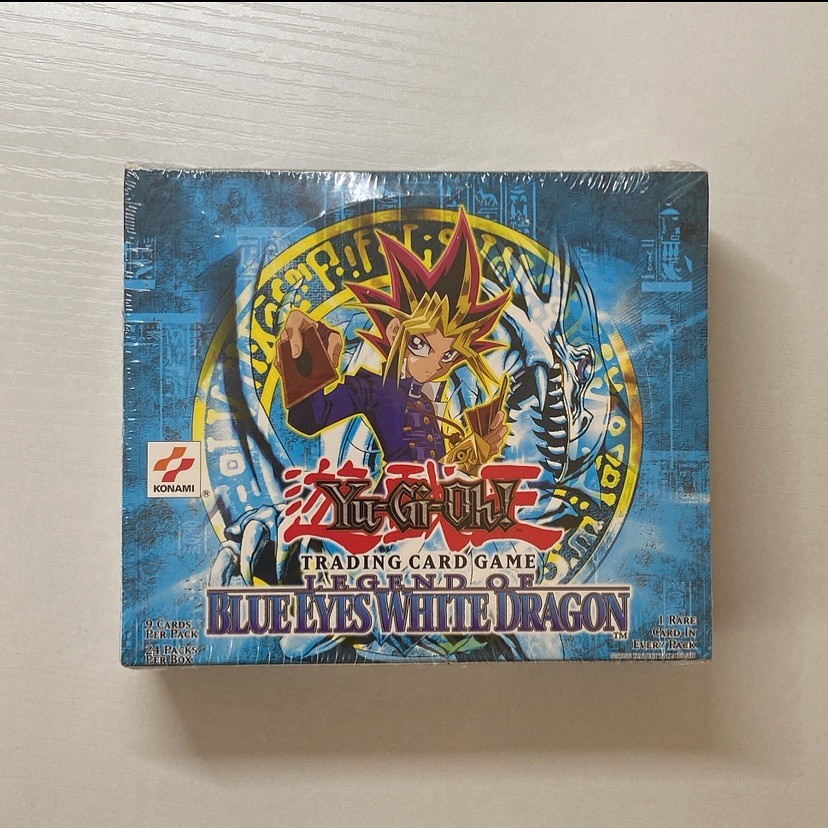 KONAMI
®
遊戯王
Yu-Gi-Oh!
TRADING CARD GAME
LEGEND OF
BLUE EYES WHITE DRAGON
™
9 CARDS
PER PACK
24 PACKS
PER BOX
1 RARE
CARD IN
EVERY PACK